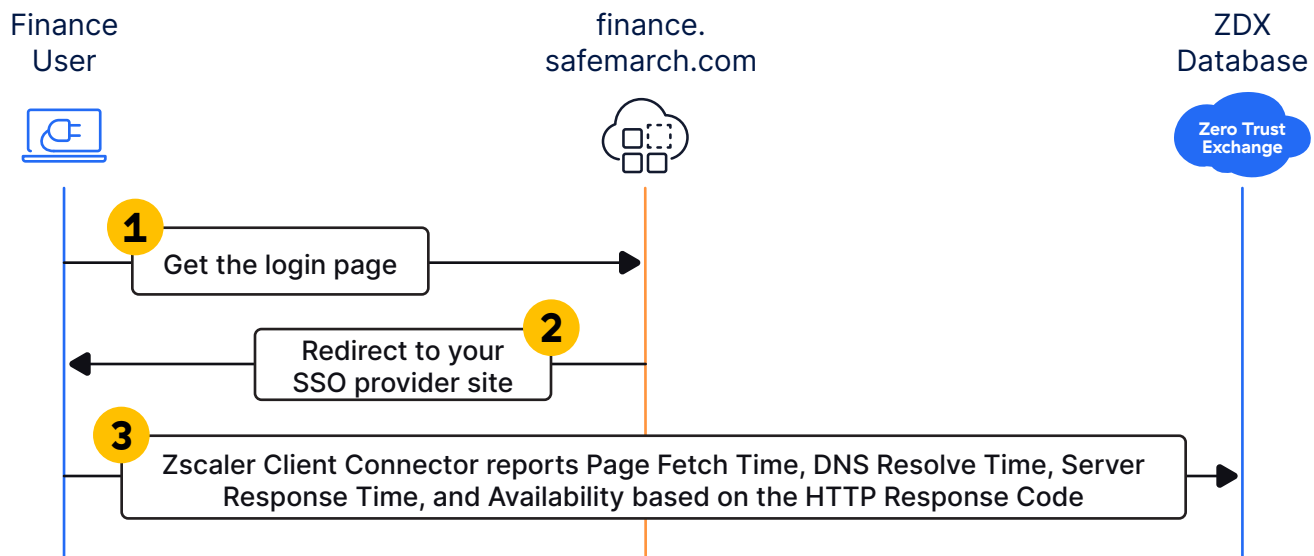 Finance
User
finance.
safemarch.com
ZDX
Database
Zero Trust
Exchange
1
Get the login page
2
Redirect to your
SSO provider site
3
Zscaler Client Connector reports Page Fetch Time, DNS Resolve Time, Server
Response Time, and Availability based on the HTTP Response Code